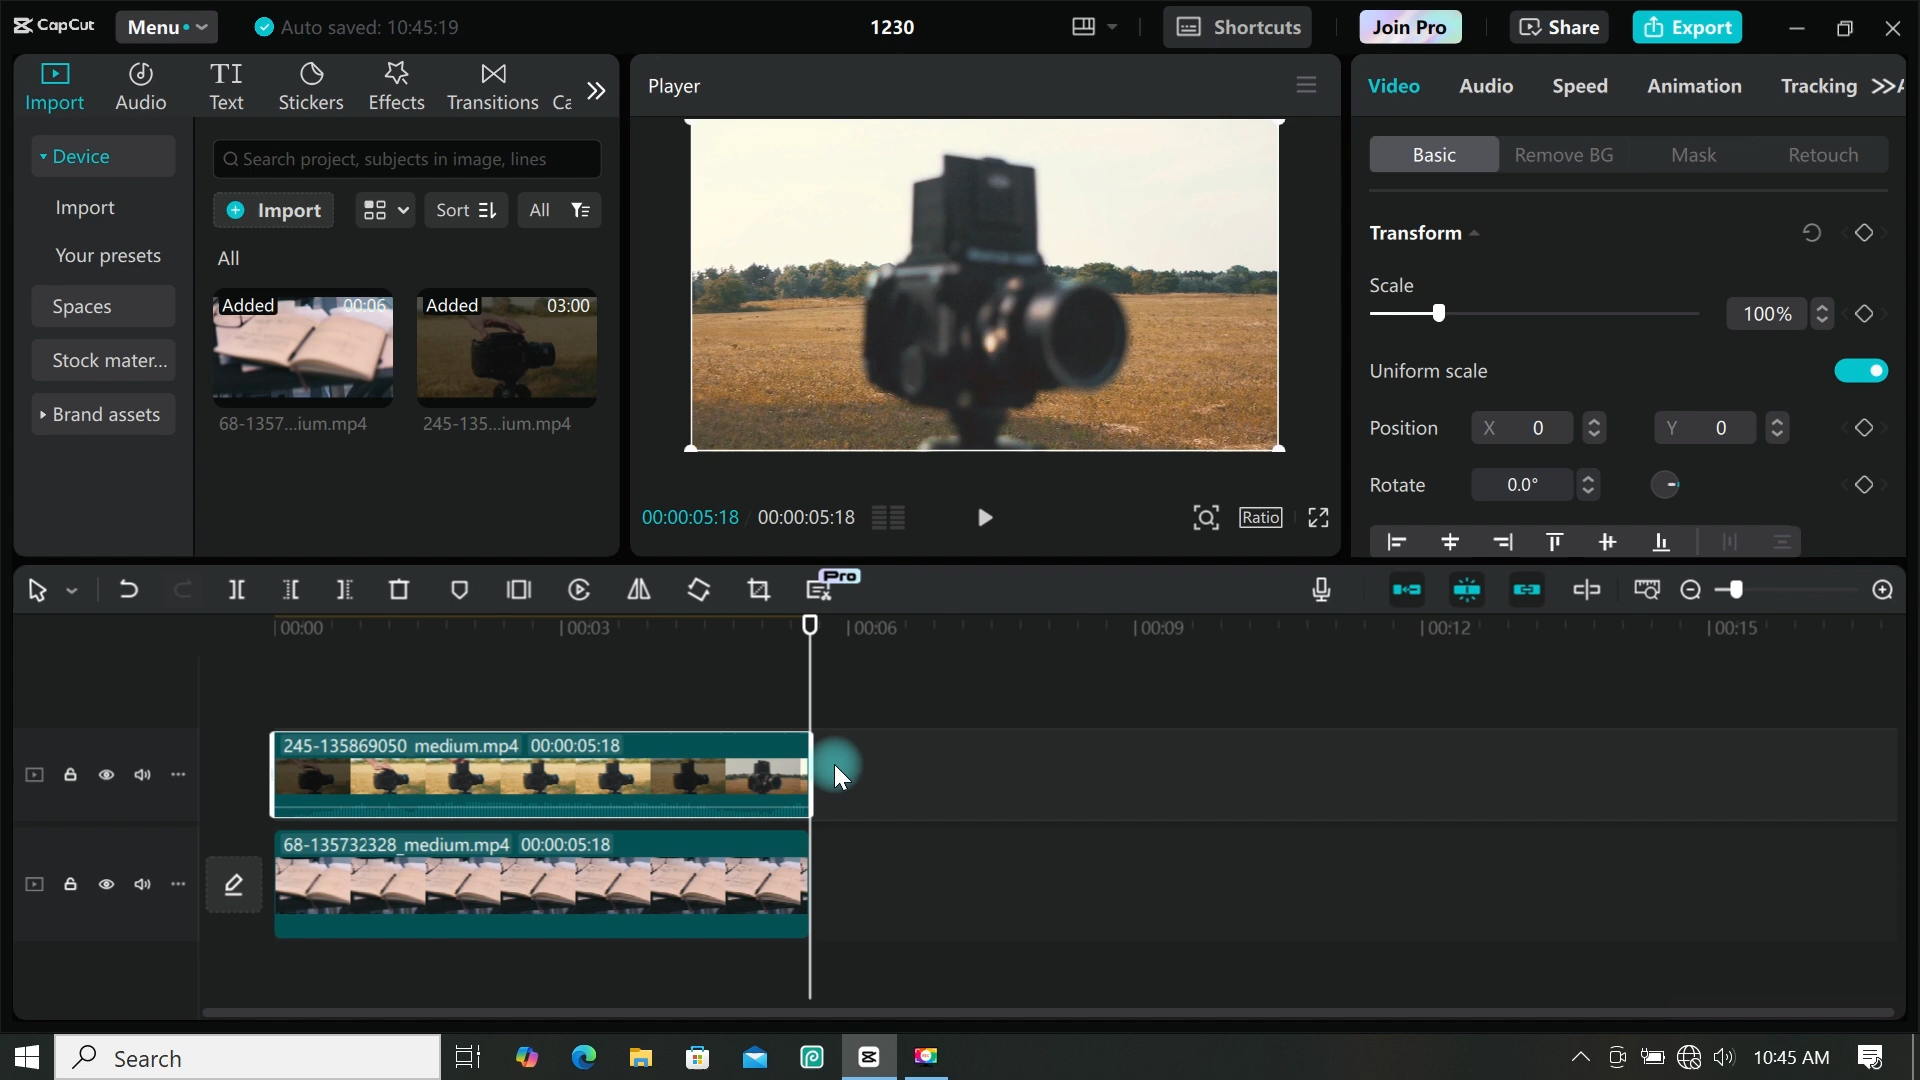 CapCut
Menu
Auto saved: 10:45:19
1230
Shortcuts
Join Pro
Share
Export
Import
Audio
Text
Stickers
Effects
Transitions
Ca
Player
Video
Audio
Speed
Animation
Tracking
A
Device
Import
Your presets
Spaces
Stock mater...
Brand assets
Search project, subjects in image, lines
Import
Sort
All
All
Added
00:06
68-1357...ium.mp4
Added
03:00
245-135...ium.mp4
00:00:05:18
00:00:05:18
Ratio
Basic
Remove BG
Mask
Retouch
Transform
Scale
100%
Uniform scale
Position
X 0
Y 0
Rotate
0.0°
Pro
00:00
00:03
00:06
00:09
00:12
00:15
245-135869050_medium.mp4 00:00:05:18
68-135732328_medium.mp4 00:00:05:18
Search
10:45 AM